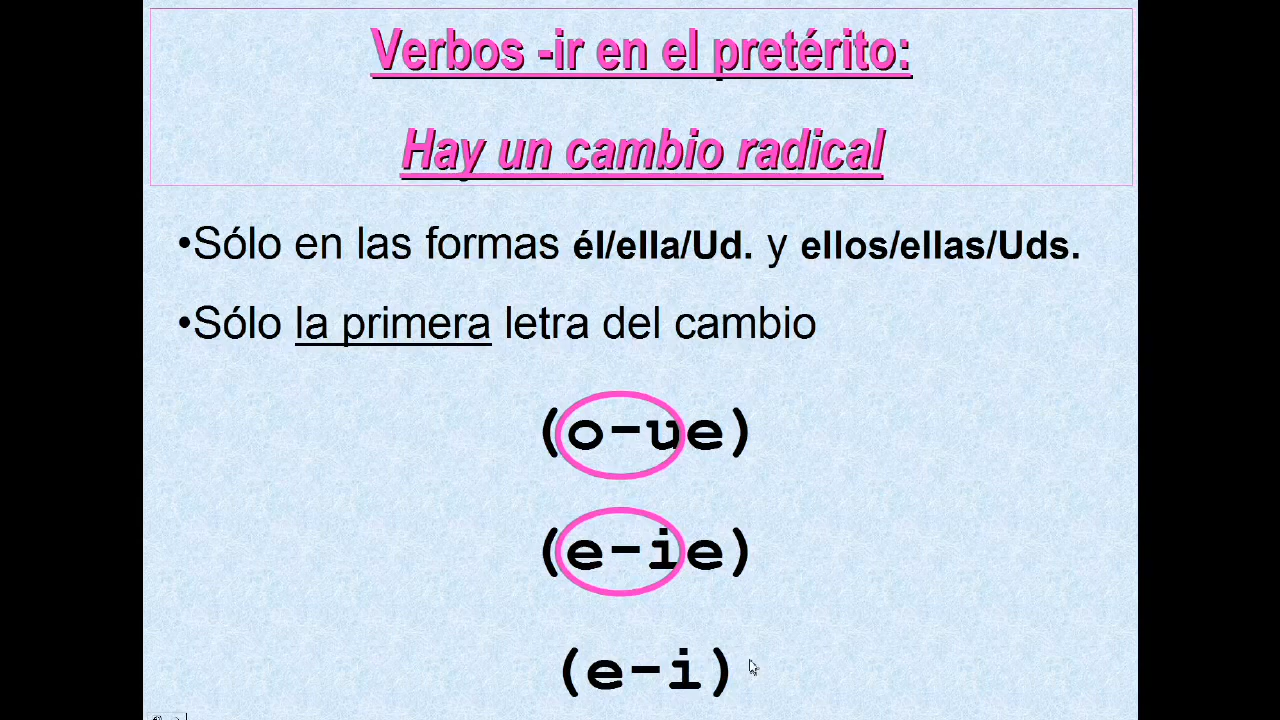 Verbos -ir en el pretérito:
Hay un cambio radical
•Sólo en las formas él/ella/Ud. y ellos/ellas/Uds.
•Sólo la primera letra del cambio
(o-ue)
(e-ie)
(e-i)